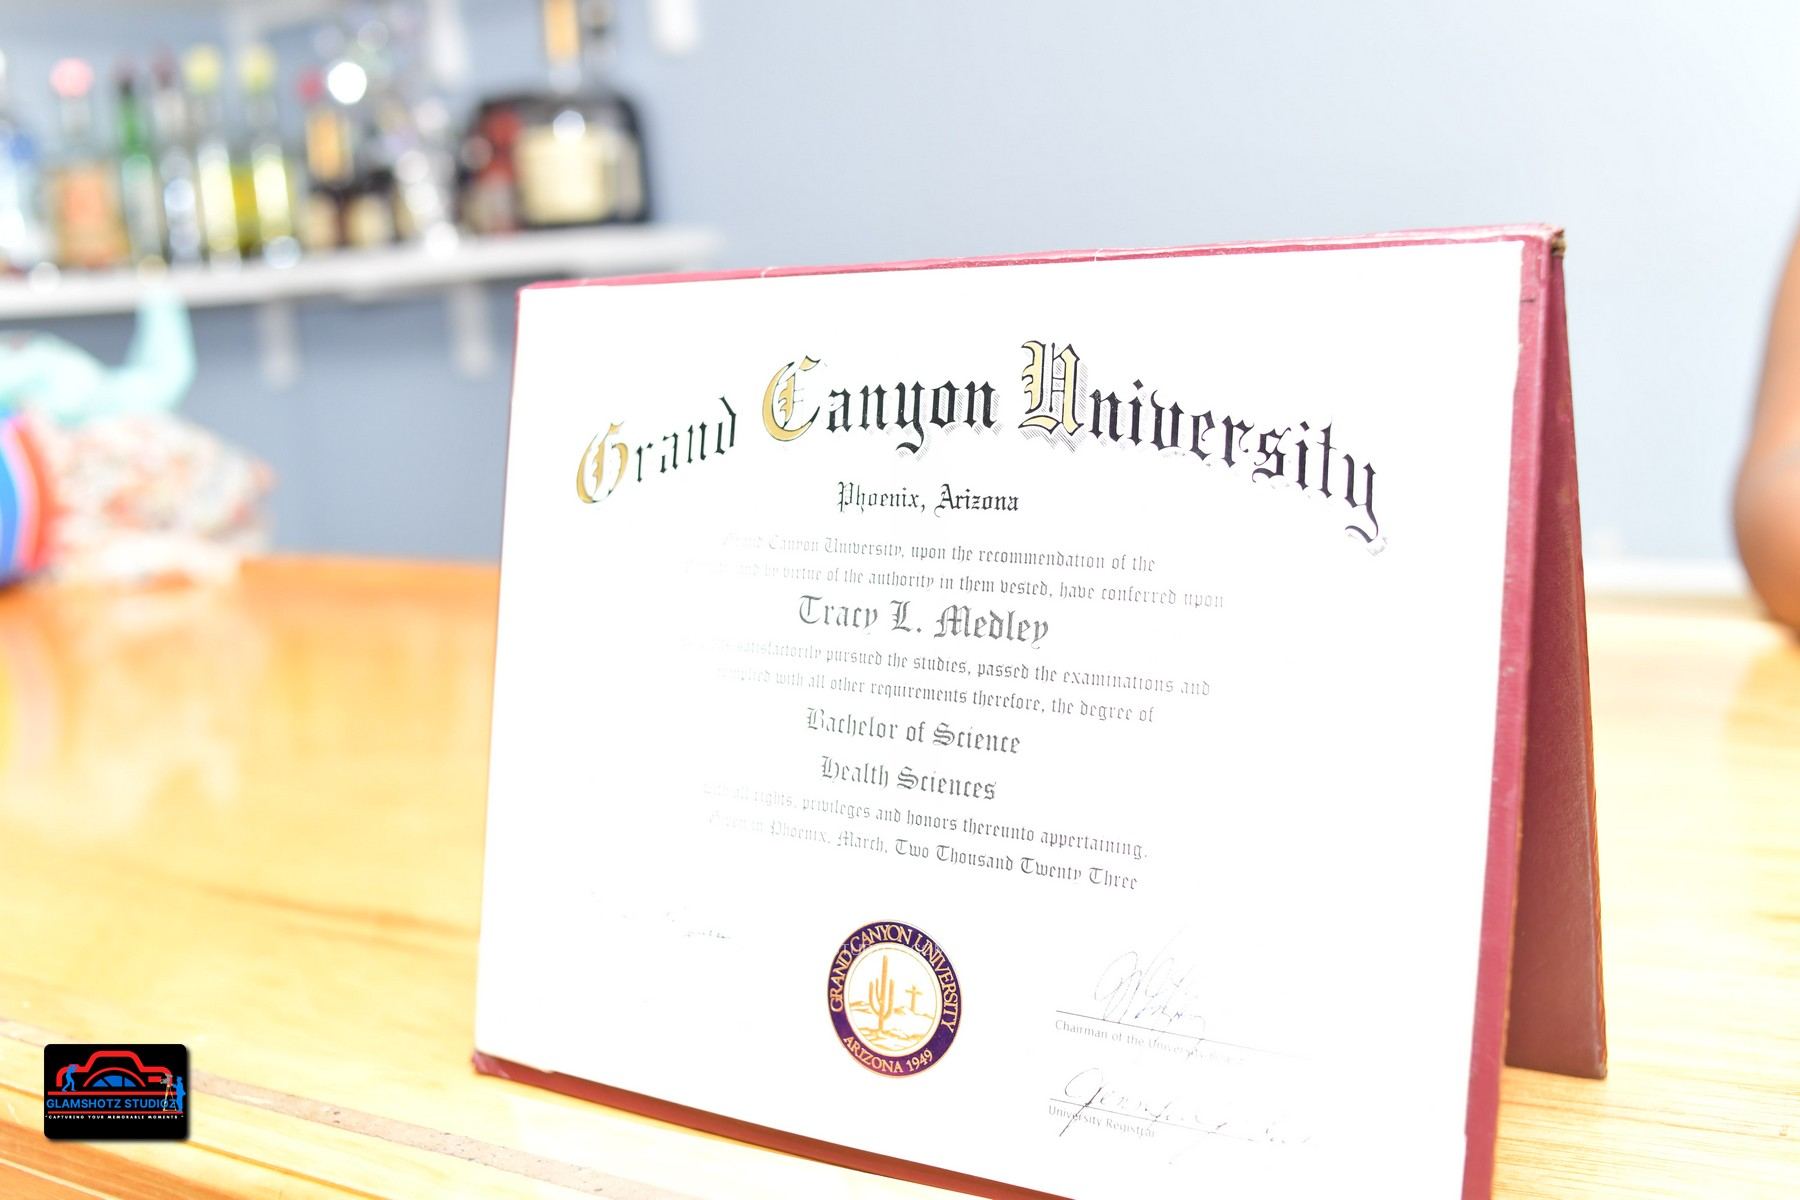 Grand Canyon University
Phoenix, Arizona
Grand Canyon University, upon the recommendation of the
and by virtue of the authority in them vested, have conferred upon
Tracy L. Medley
satisfactorily pursued the studies, passed the examinations and
complied with all other requirements therefore, the degree of
Bachelor of Science
Health Sciences
with all rights, privileges and honors thereunto appertaining.
Given in Phoenix, March, Two Thousand Twenty Three
GRAND CANYON UNIVERSITY
ARIZONA 1949
Chairman of the University
University Registrar
GLAMSHOTZ STUDIOZ
"CAPTURING YOUR MEMORABLE MOMENTS"